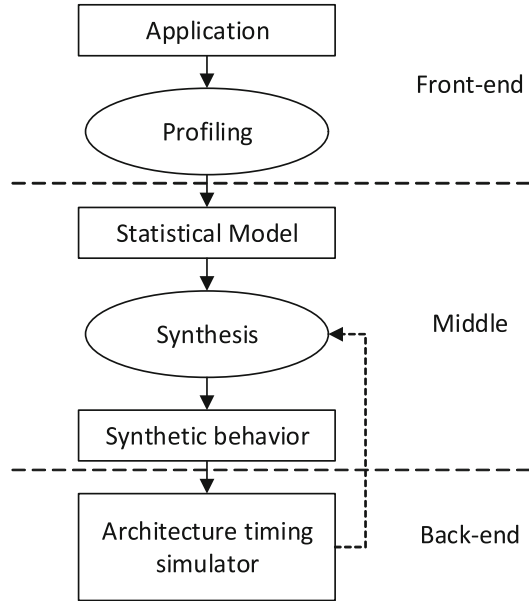 Application
Front-end
Profiling
Statistical Model
Synthesis
Middle
Synthetic behavior
Architecture timing
simulator
Back-end